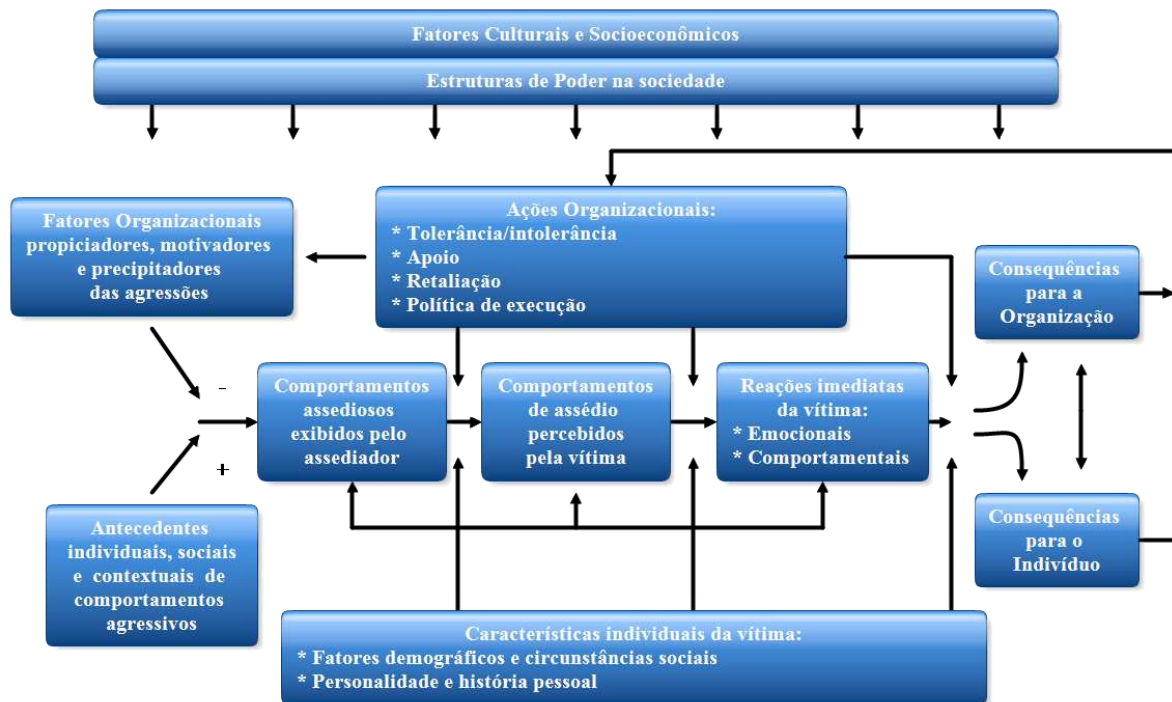 Fatores Culturais e Socioeconômicos
Estruturas de Poder na sociedade
Fatores Organizacionais
propiciadores, motivadores
e precipitadores
das agressões
Ações Organizacionais:
* Tolerância/intolerância
* Apoio
* Retaliação
* Política de execução
Consequências
para a
Organização
-
+
Comportamentos
assediosos
exibidos pelo
assediador
Comportamentos
de assédio
percebidos
pela vítima
Reações imediatas
da vítima:
* Emocionais
* Comportamentais
Antecedentes
individuais, sociais
e contextuais de
comportamentos
agressivos
Consequências
para o
Indivíduo
Características individuais da vítima:
* Fatores demográficos e circunstâncias sociais
* Personalidade e história pessoal